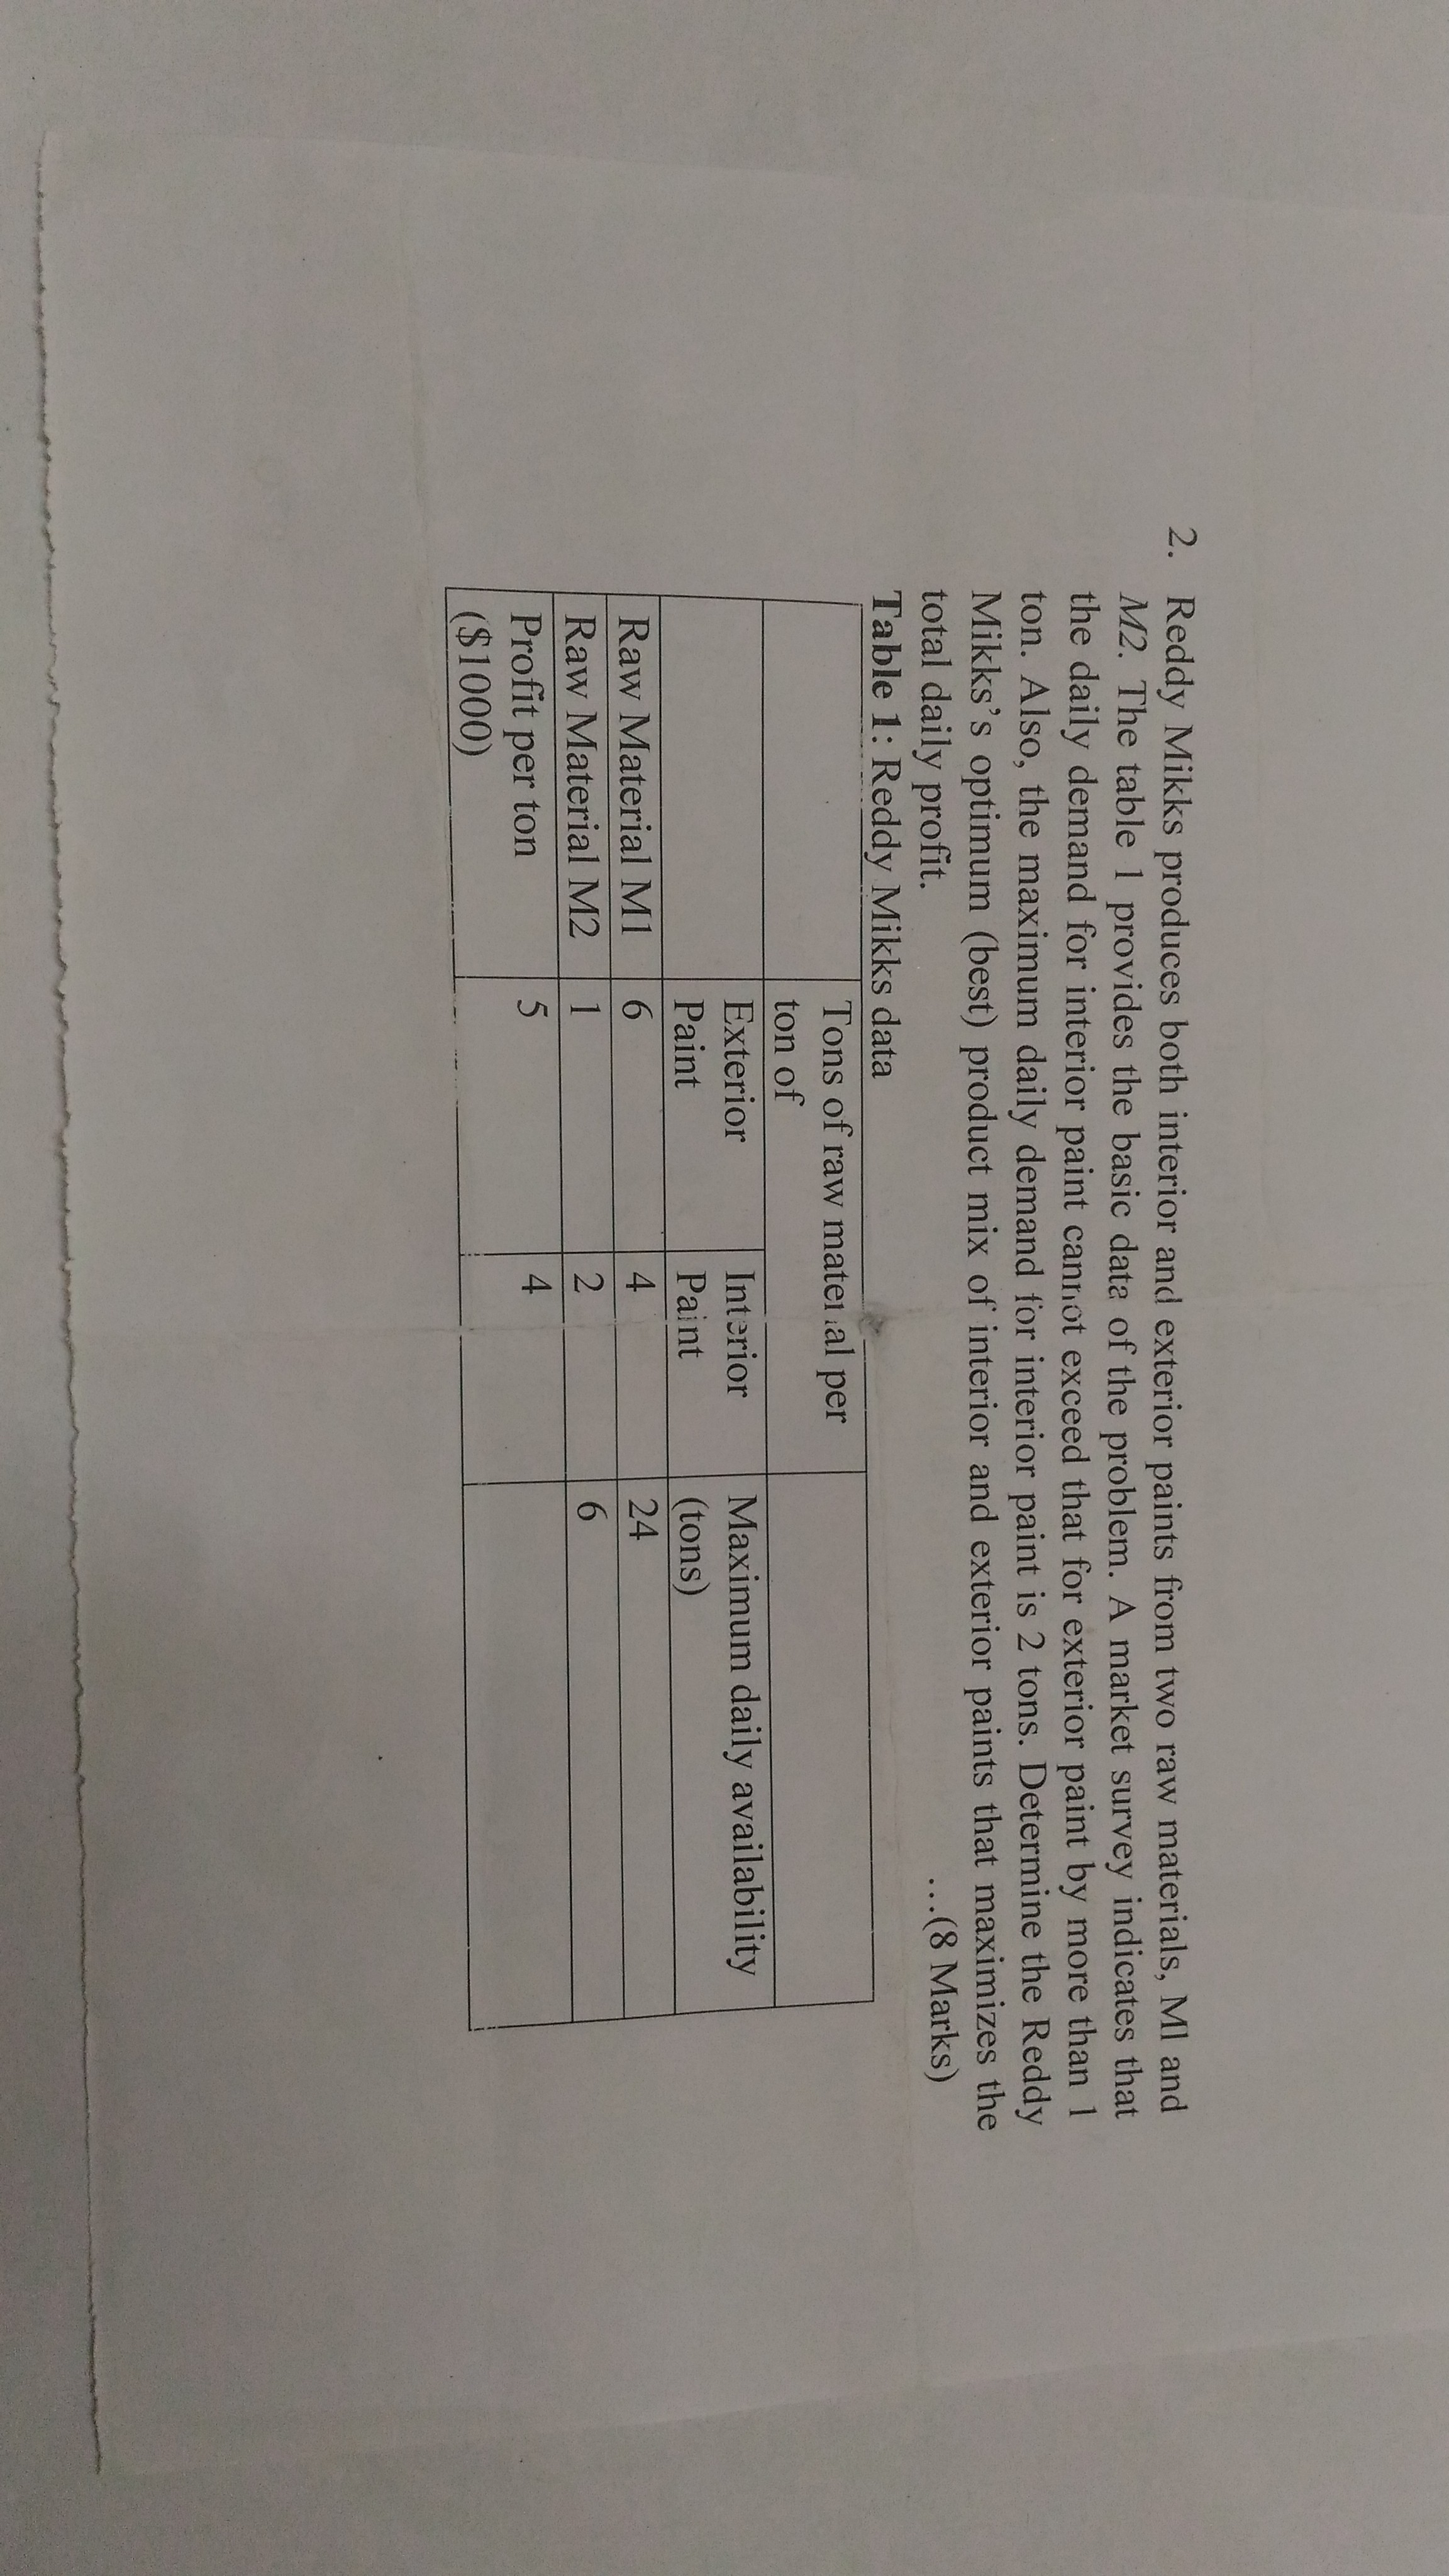 2. Reddy Mikks produces both interior and exterior paints from two raw materials, Ml and
M2. The table 1 provides the basic data of the problem. A market survey indicates that
the daily demand for interior paint cannot exceed that for exterior paint by more than 1
ton. Also, the maximum daily demand for interior paint is 2 tons. Determine the Reddy
Mikks's optimum (best) product mix of interior and exterior paints that maximizes the
total daily profit. ...(8 Marks)
Table 1: Reddy Mikks data
Tons of raw material per
ton of
Exterior Paint Interior Paint Maximum daily availability (tons)
Raw Material M1 6 4 24
Raw Material M2 1 2 6
Profit per ton ($1000) 5 4